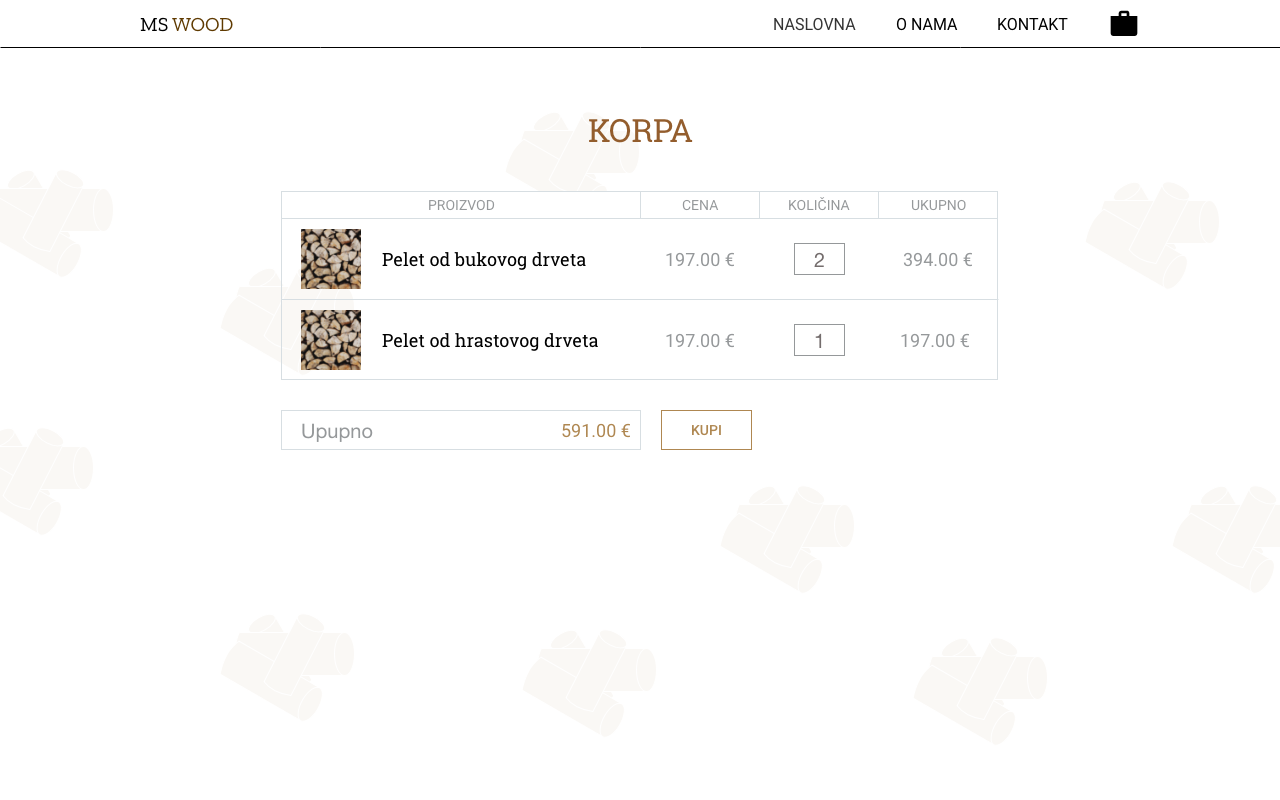 MS WOOD NASLOVNA O NAMA KONTAKT
KORPA
PROIZVOD CENA KOLIČINA UKUPNO
Pelet od bukovog drveta 197.00 € 2 394.00 €
Pelet od hrastovog drveta 197.00 € 1 197.00 €
Upupno 591.00 € KUPI